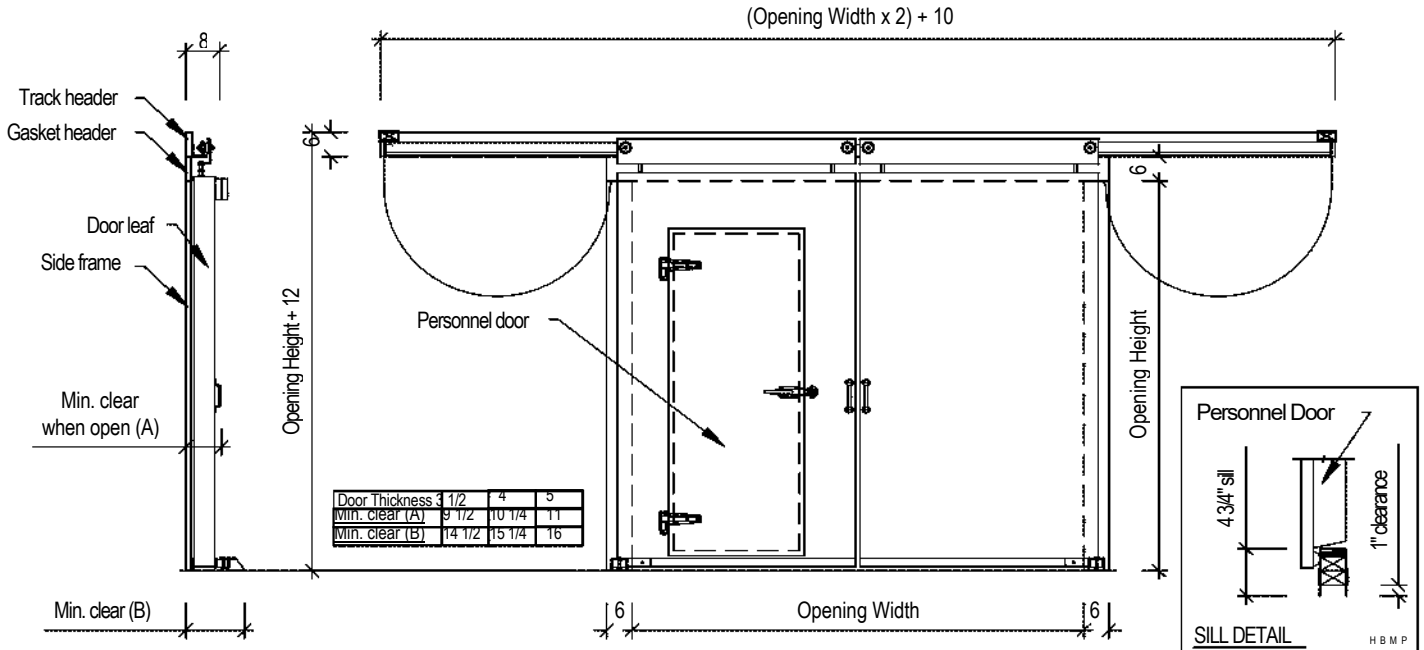 (Opening Width x 2) + 10
8
Track header
Gasket header
6
6
Door leaf
Side frame
Personnel door
Opening Height + 12
Opening Height
Min. clear
when open (A)
Door Thickness 3 1/2 4 5
Min. clear (A) 9 1/2 10 1/4 11
Min. clear (B) 14 1/2 15 1/4 16
Personnel Door
4 3/4" sill
1" clearance
Min. clear (B)
6 Opening Width 6
SILL DETAIL
H B M P